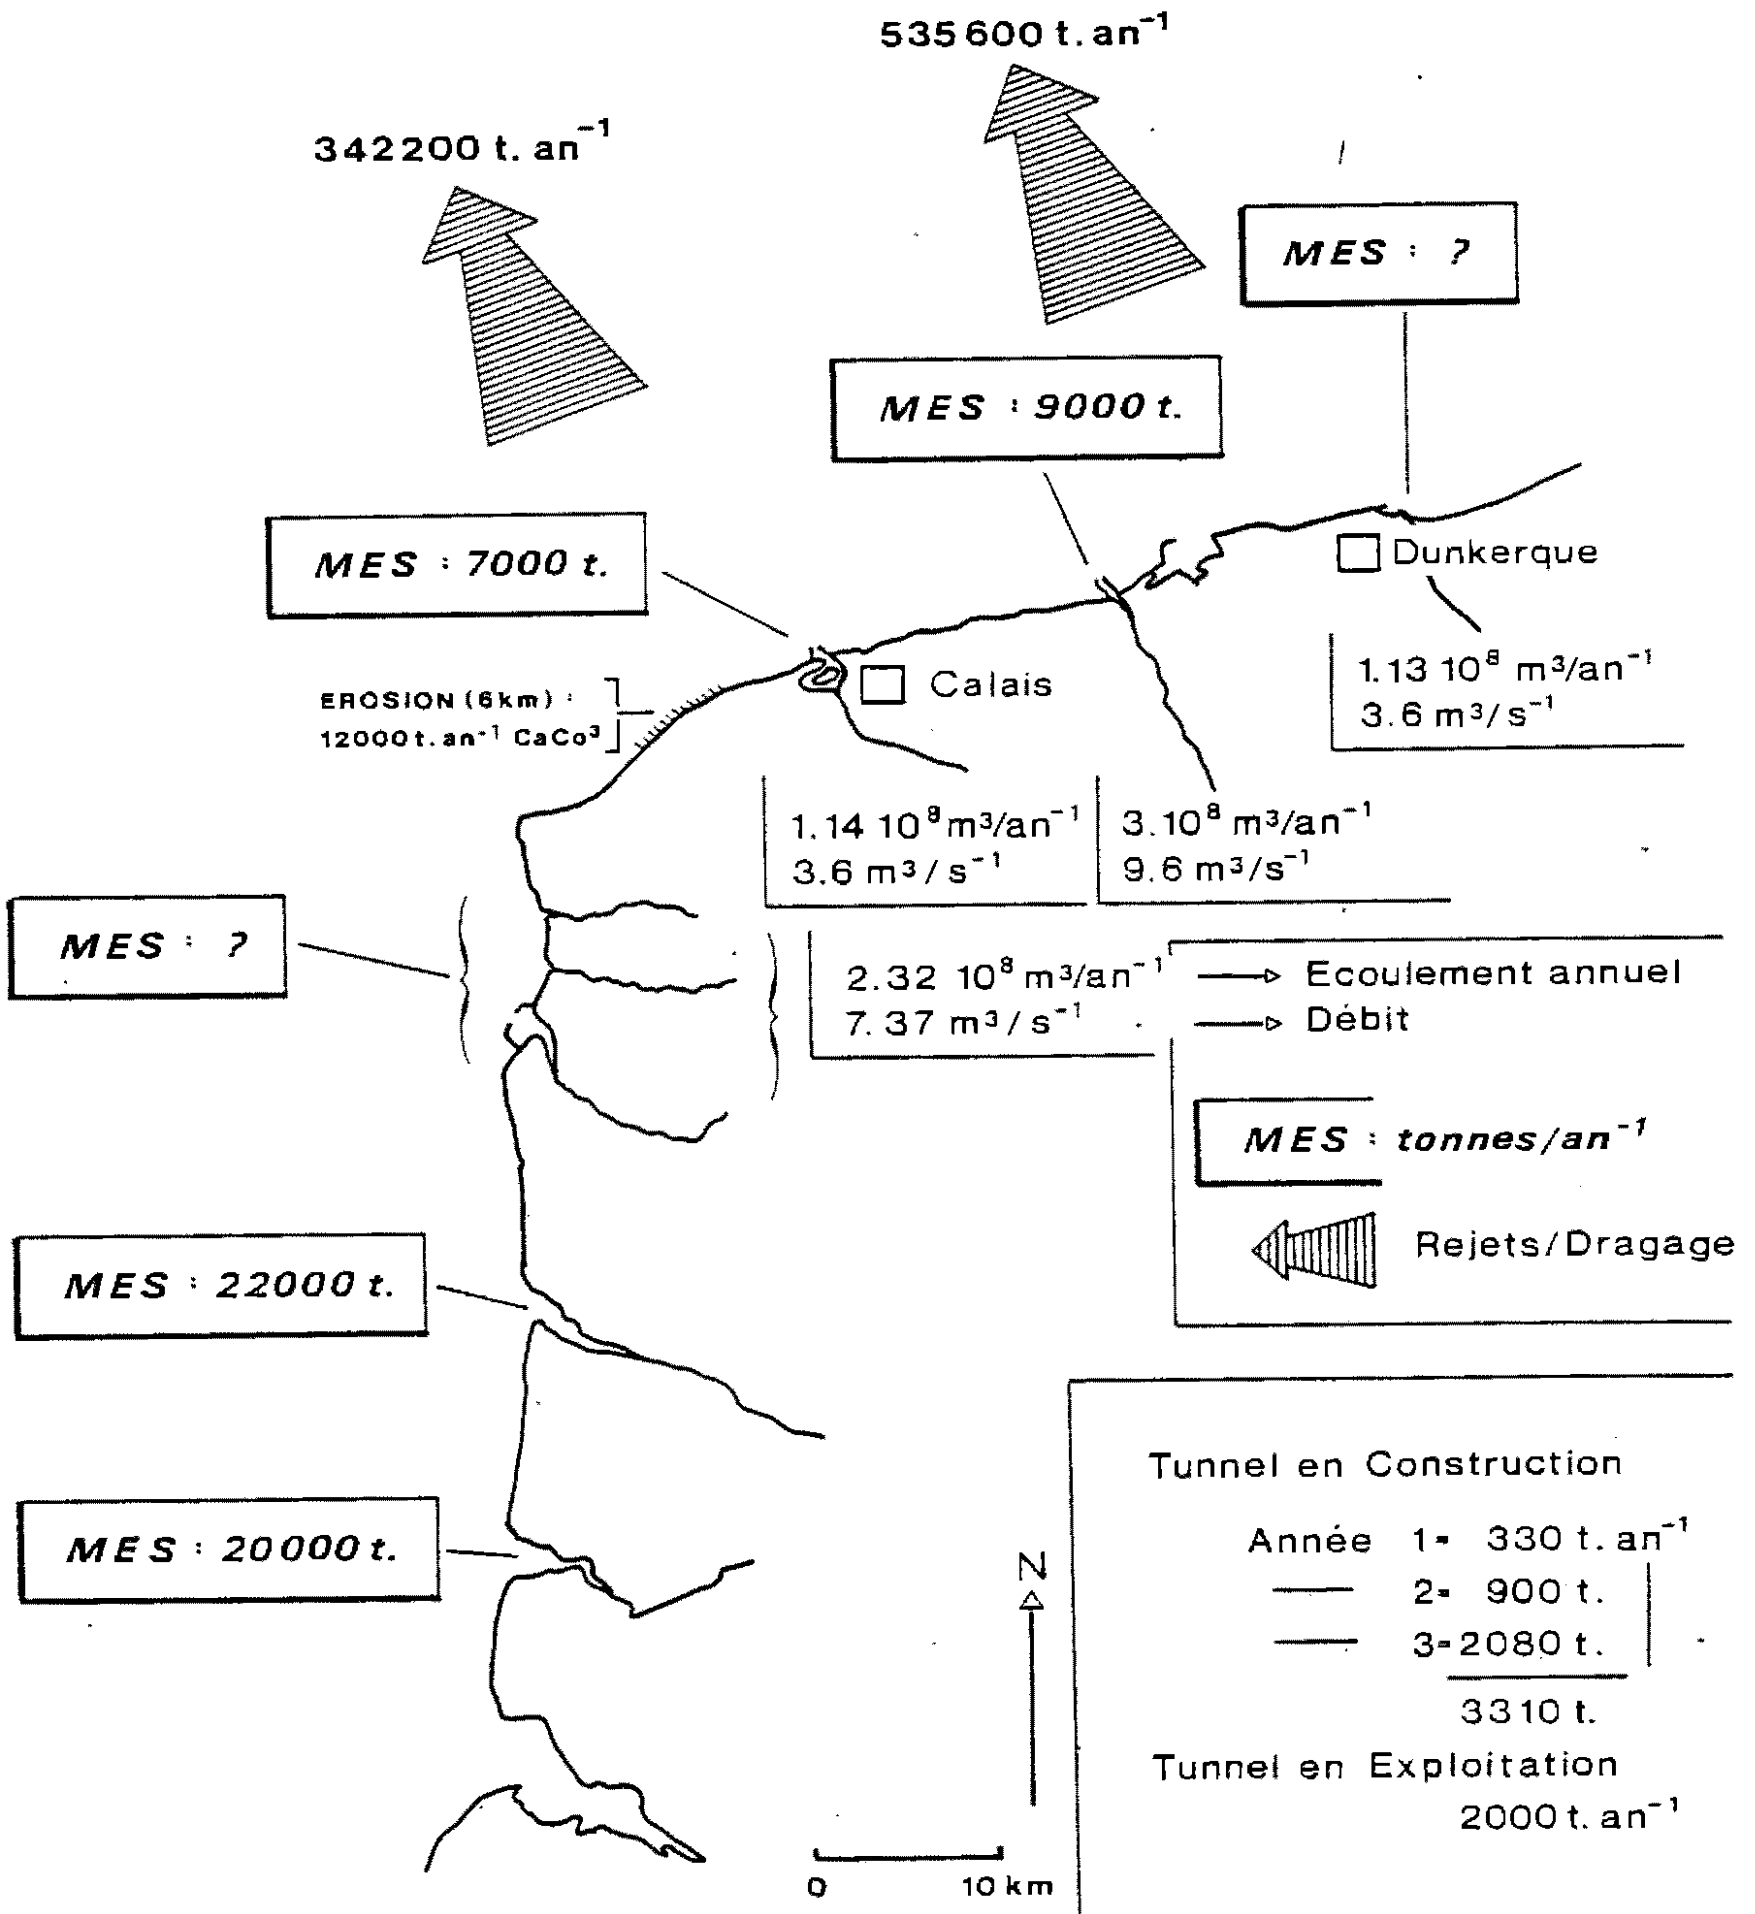 535600 t. an⁻¹
342200 t. an⁻¹
MES : ?
MES : 9000 t.
MES : 7000 t.
Dunkerque
1.13 10⁸ m³/an⁻¹
3.6 m³/s⁻¹
Calais
EROSION (6km) :
12000 t. an⁻¹ CaCo³
1.14 10⁸ m³/an⁻¹
3.6 m³/s⁻¹
3.10⁸ m³/an⁻¹
9.6 m³/s⁻¹
MES : ?
2.32 10⁸ m³/an⁻¹
7.37 m³/s⁻¹
Ecoulement annuel
Débit
MES : tonnes/an⁻¹
Rejets/Dragage
MES : 22000 t.
MES : 20000 t.
Tunnel en Construction
Année 1- 330 t. an⁻¹
— 2- 900 t.
— 3- 2080 t.
3310 t.
Tunnel en Exploitation
2000 t. an⁻¹
N
0 10 km